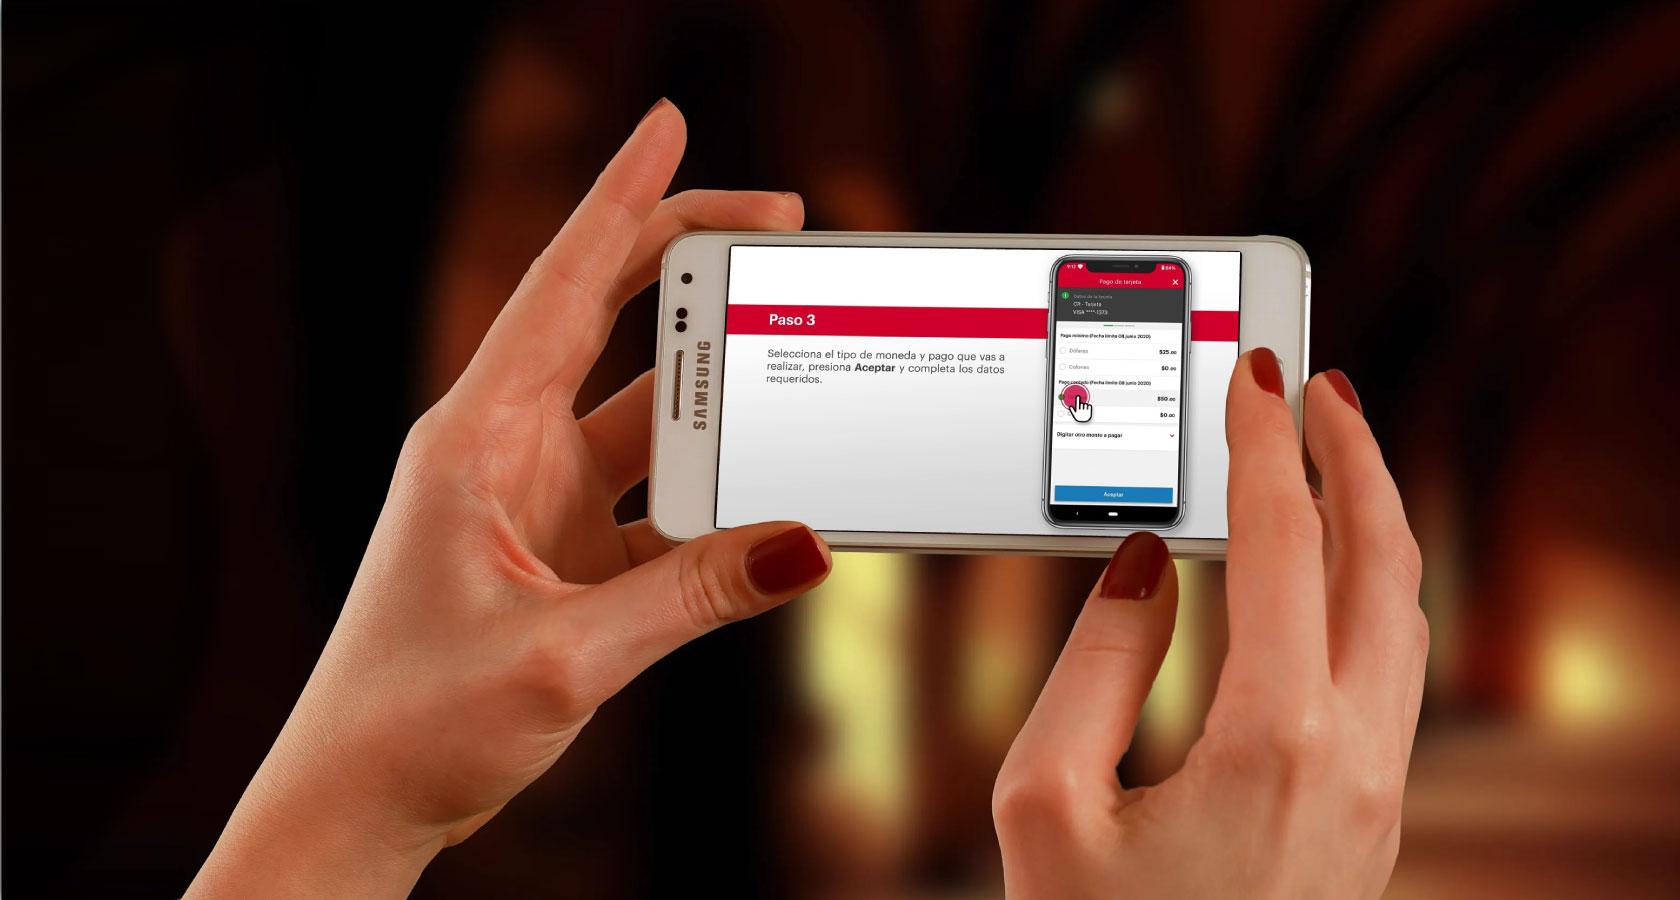 SAMSUNG
Paso 3
Selecciona el tipo de moneda y pago que vas a
realizar, presiona Aceptar y completa los datos
requeridos.
9:12
84%
Pago de tarjeta
Datos de la tarjeta
CR - Tarjeta
VISA ****-1373
Pago mínimo (Fecha límite 08 junio 2020)
Dólares $25.00
Colones $0.00
Pago contado (Fecha límite 08 junio 2020)
$50.00
$0.00
Digitar otro monto a pagar
Aceptar